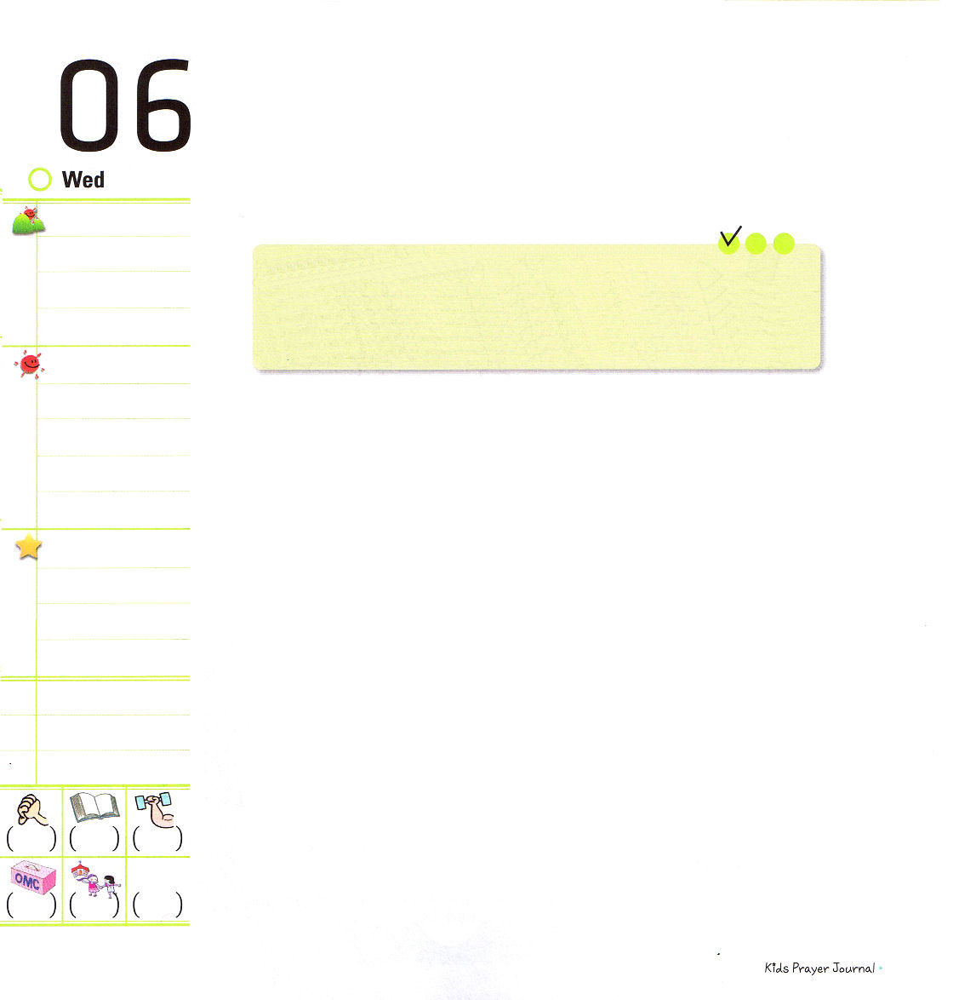 06
Wed
( ) ( ) ( )
OMC
( ) ( ) ( )
Kids Prayer Journal